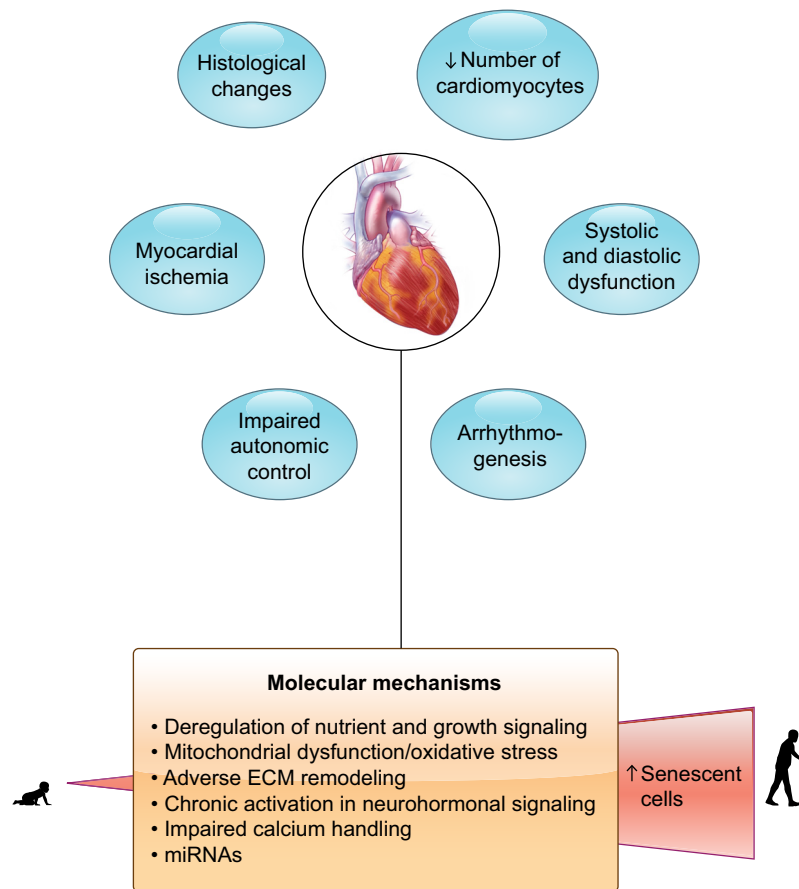 Histological
changes
↓ Number of
cardiomyocytes
Myocardial
ischemia
Systolic
and diastolic
dysfunction
Impaired
autonomic
control
Arrhythmo-
genesis
Molecular mechanisms
• Deregulation of nutrient and growth signaling
• Mitochondrial dysfunction/oxidative stress
• Adverse ECM remodeling
• Chronic activation in neurohormonal signaling
• Impaired calcium handling
• miRNAs
↑ Senescent
cells